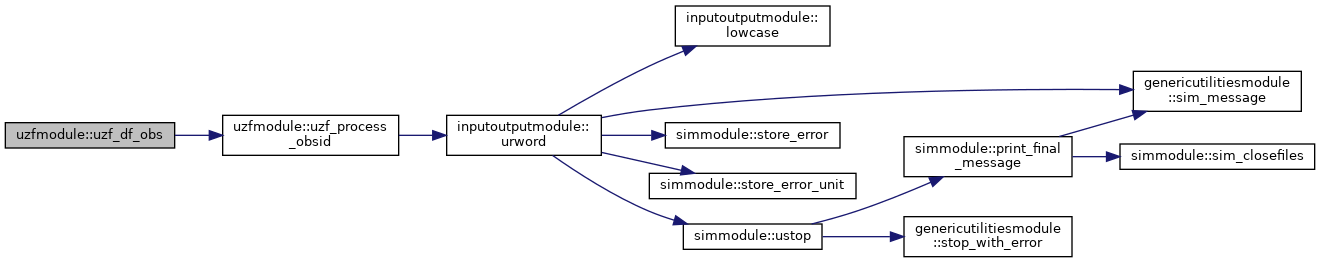 uzfmodule::uzf_df_obs
uzfmodule::uzf_process
_obsid
inputoutputmodule::
urword
inputoutputmodule::
lowcase
genericutilitiesmodule
::sim_message
simmodule::store_error
simmodule::store_error_unit
simmodule::ustop
simmodule::print_final
_message
simmodule::sim_closefiles
genericutilitiesmodule
::stop_with_error